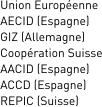 Union Européenne
AECID (Espagne)
GIZ (Allemagne)
Coopération Suisse
AACID (Espagne)
ACCD (Espagne)
REPIC (Suisse)